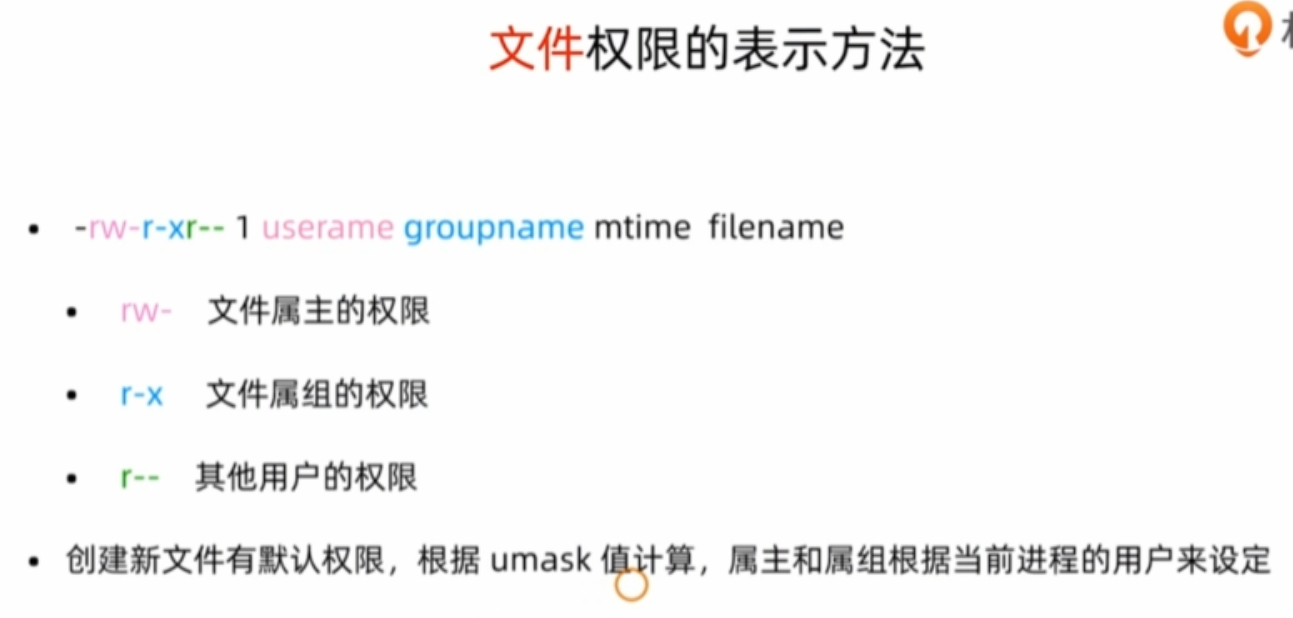 文件权限的表示方法
-rw-r-xr-- 1 userame groupname mtime filename
rw- 文件属主的权限
r-x 文件属组的权限
r-- 其他用户的权限
创建新文件有默认权限，根据 umask 值计算，属主和属组根据当前进程的用户来设定